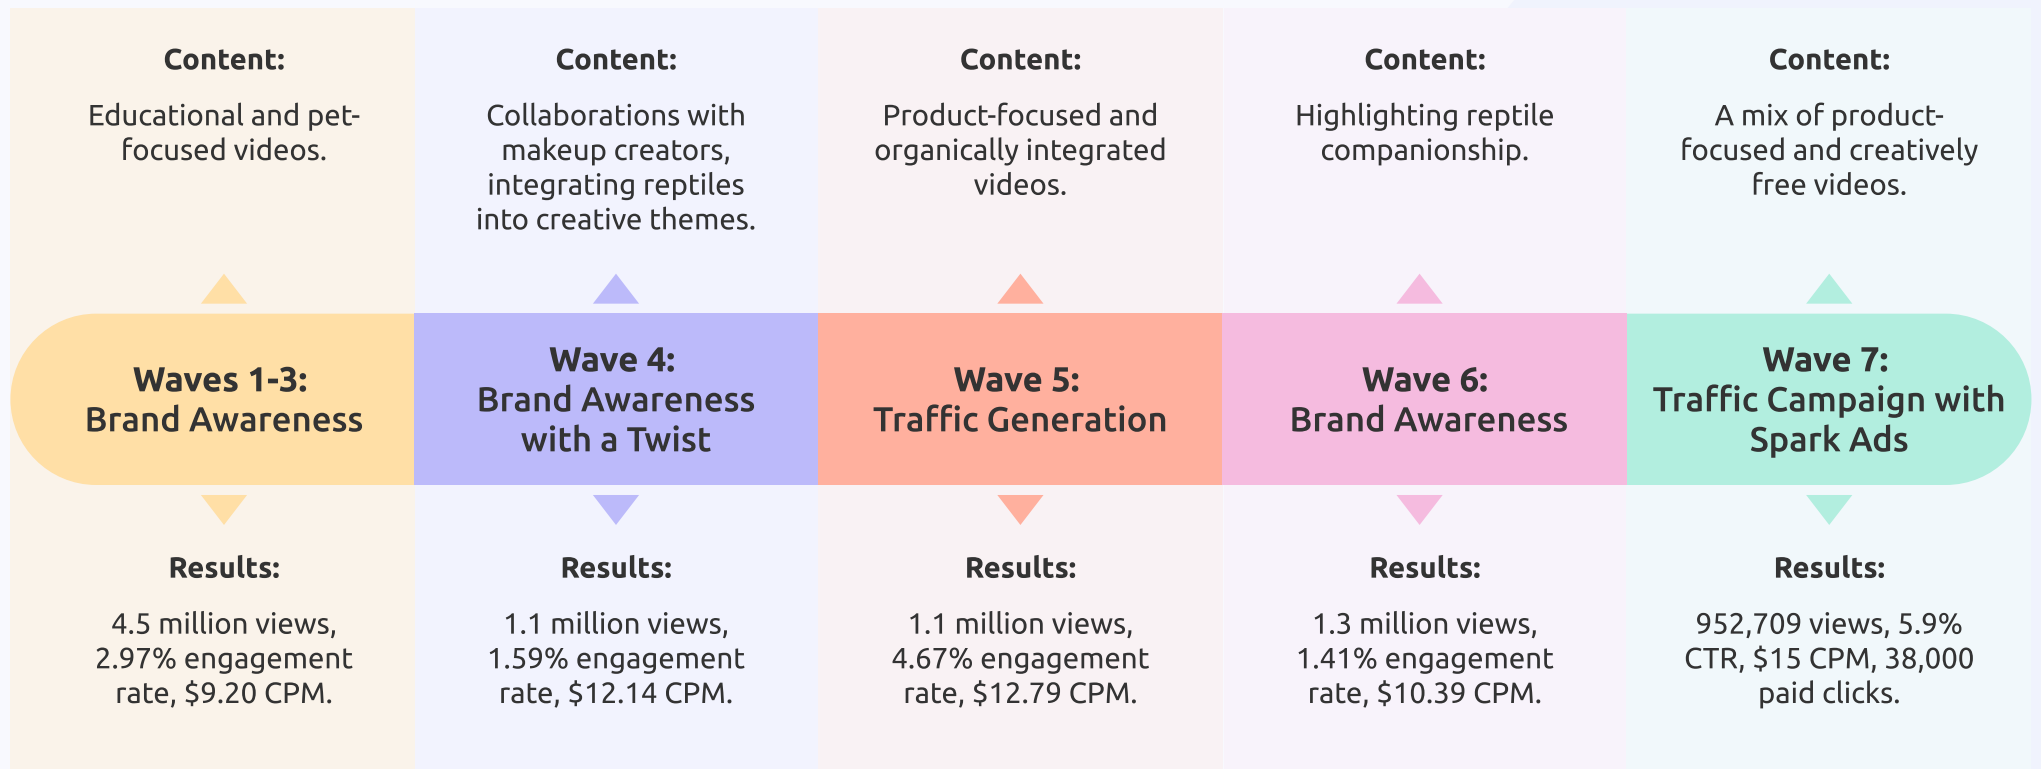 Content:
Educational and pet-
focused videos.
Waves 1-3:
Brand Awareness
Results:
4.5 million views,
2.97% engagement
rate, $9.20 CPM.
Content:
Collaborations with
makeup creators,
integrating reptiles
into creative themes.
Wave 4:
Brand Awareness
with a Twist
Results:
1.1 million views,
1.59% engagement
rate, $12.14 CPM.
Content:
Product-focused and
organically integrated
videos.
Wave 5:
Traffic Generation
Results:
1.1 million views,
4.67% engagement
rate, $12.79 CPM.
Content:
Highlighting reptile
companionship.
Wave 6:
Brand Awareness
Results:
1.3 million views,
1.41% engagement
rate, $10.39 CPM.
Content:
A mix of product-
focused and creatively
free videos.
Wave 7:
Traffic Campaign with
Spark Ads
Results:
952,709 views, 5.9%
CTR, $15 CPM, 38,000
paid clicks.